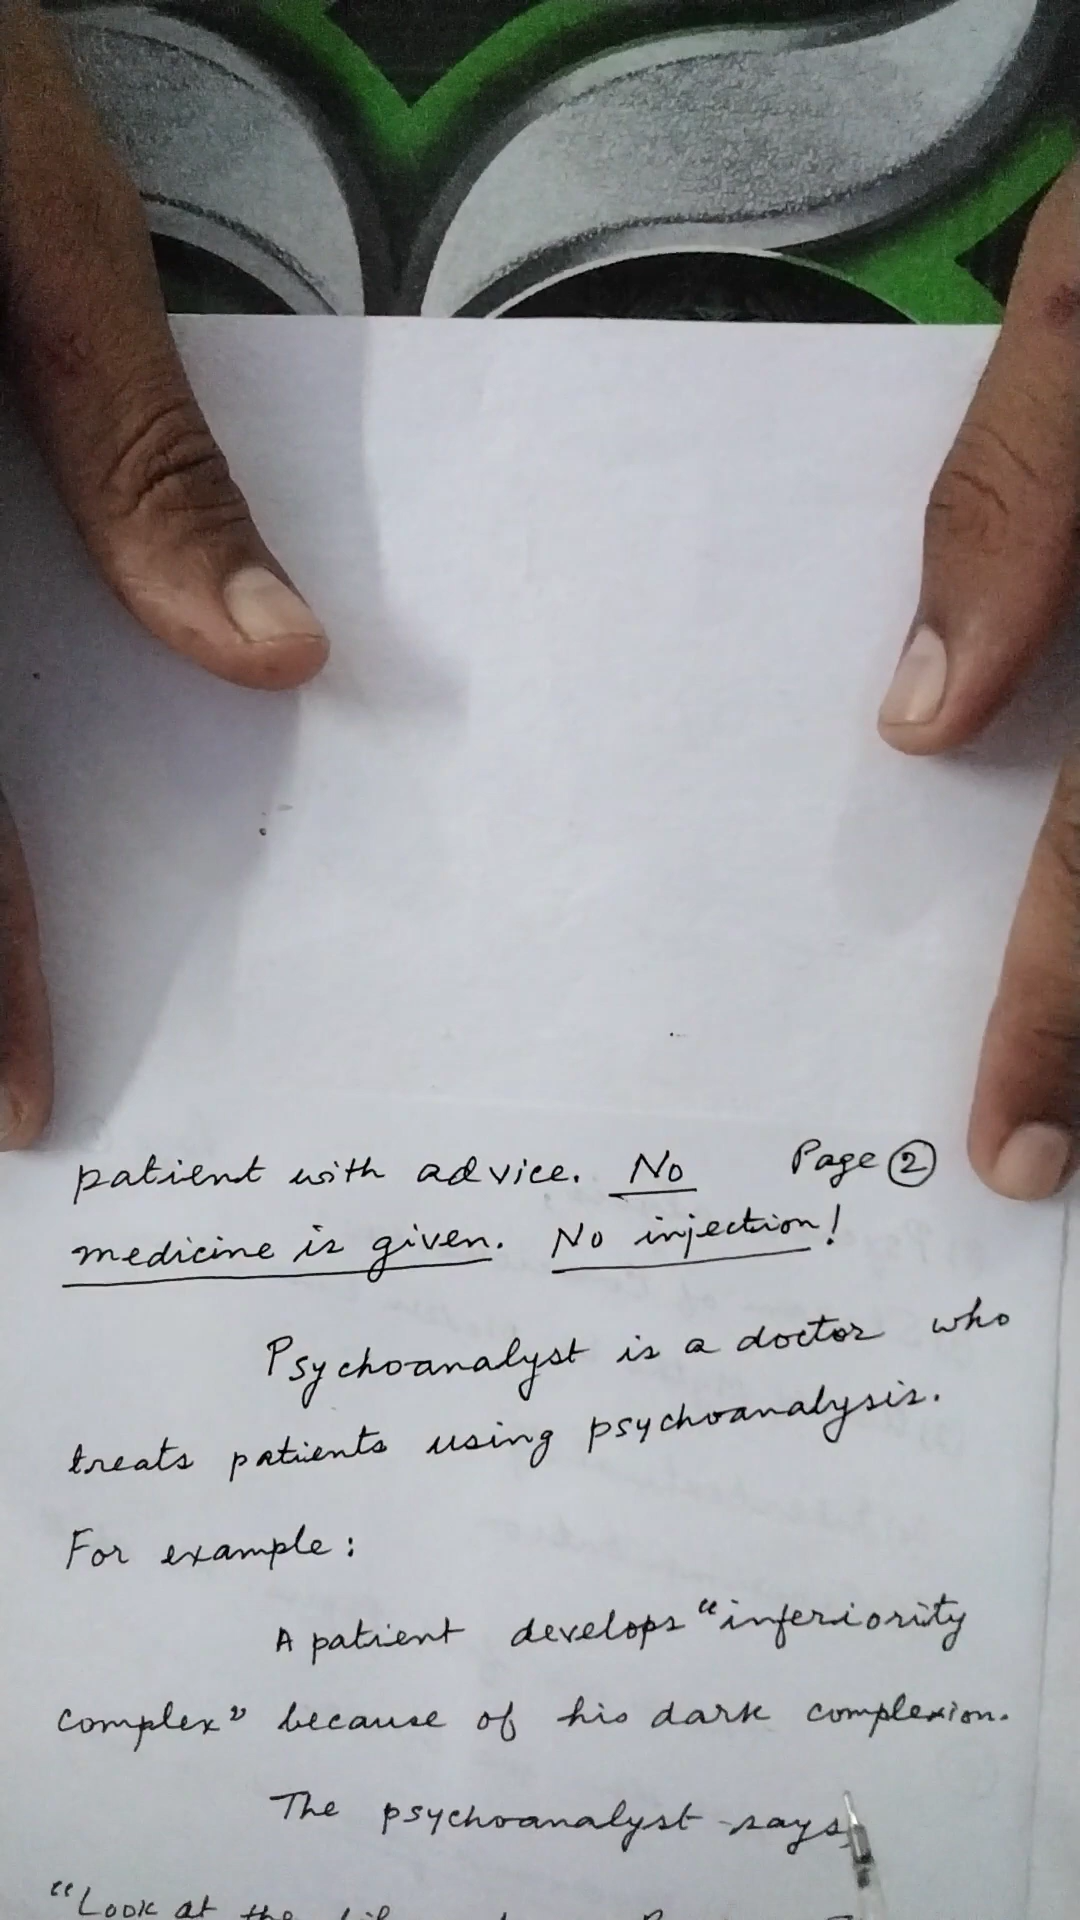 patient with advice. No Page 2
medicine is given. No injection!
Psychoanalyst is a doctor who
treats patients using psychoanalysis.
For example:
A patient develops "inferiority
complex" because of his dark complexion.
The psychoanalyst says,
"Look at the